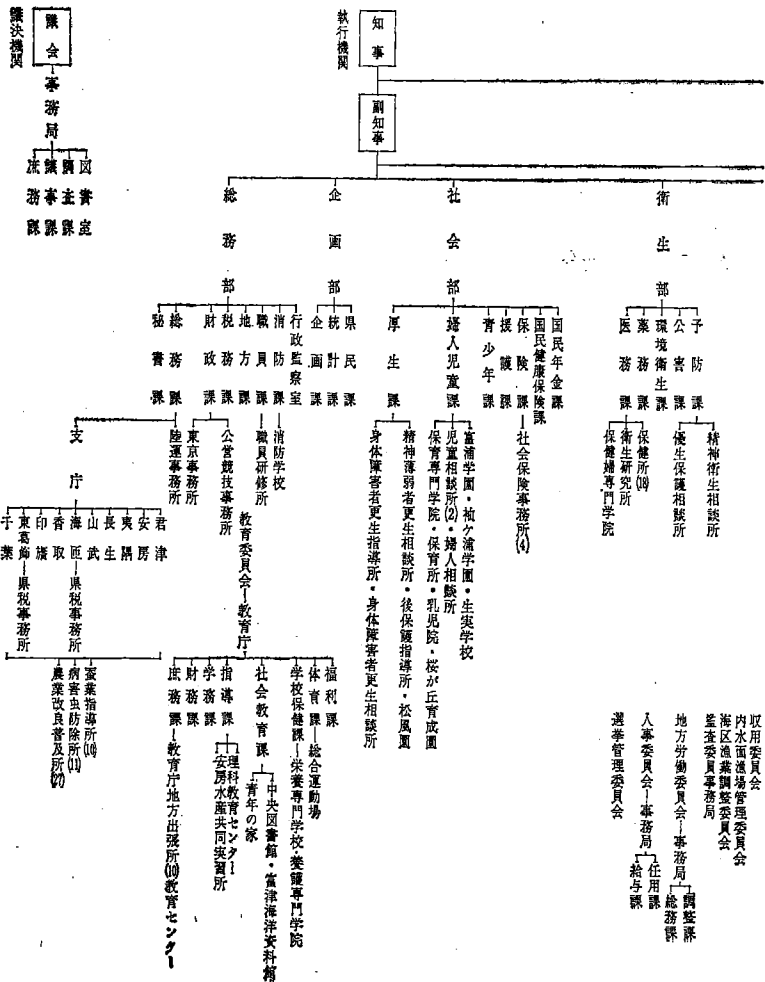 議決機関
議会
事務局
図書室
調査課
議事課
庶務課
執行機関
知事
副知事
衛生部
社会部
企画部
総務部
予防課
公害課
環境衛生課
薬務課
医務課
精神衛生相談所
優生保護相談所
保健所(18)
衛生研究所
保健婦専門学院
国民年金課
国民健康保険課
保険課
援護課
青少年課
婦人児童課
厚生課
社会保険事務所(4)
富浦学園・袖ケ浦学園・生実学校
児童相談所(2)・婦人相談所
保育専門学院・保育所・乳児院・桜が丘育成園
精神薄弱者更生相談所・後保護指導所・松風園
身体障害者更生指導所・身体障害者更生相談所
県民課
統計課
企画課
行政監察室
消防課
職員課
地方課
税務課
財政課
総務課
秘書課
消防学校
職員研修所
公営競技事務所
東京事務所
陸運事務所
支庁
君津
安房
夷隅
長生
山武
海匝―県税事務所
香取
印旛
東葛飾―県税事務所
千葉
蚕業指導所(10)
病害虫防除所(11)
農業改良普及所(27)
教育委員会―教育庁
福利課
体育課―総合運動場
学校保健課―栄養専門学校・養護専門学院
社会教育課
中央図書館・富津海洋資料館
青年の家
指導課
理科教育センター
安房水産共同実習所
学務課
財務課
庶務課―教育庁地方出張所(10)教育センター
収用委員会
内水面漁場管理委員会
海区漁業調整委員会
監査委員事務局
地方労働委員会―事務局
調整課
総務課
人事委員会―事務局
任用課
給与課
選挙管理委員会